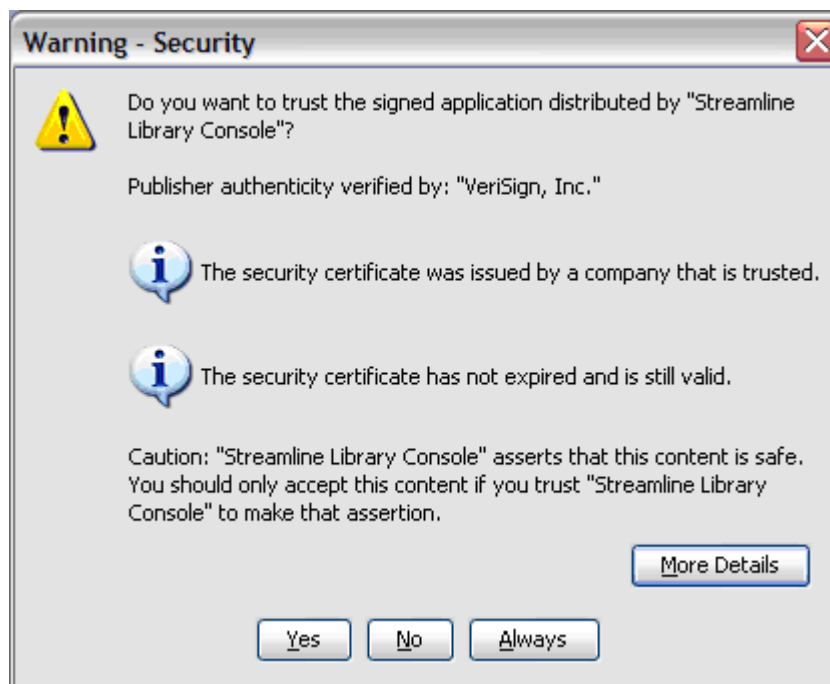 Warning - Security
Do you want to trust the signed application distributed by "Streamline
Library Console"?
Publisher authenticity verified by: "VeriSign, Inc."
The security certificate was issued by a company that is trusted.
The security certificate has not expired and is still valid.
Caution: "Streamline Library Console" asserts that this content is safe.
You should only accept this content if you trust "Streamline Library
Console" to make that assertion.
More Details
Yes No Always